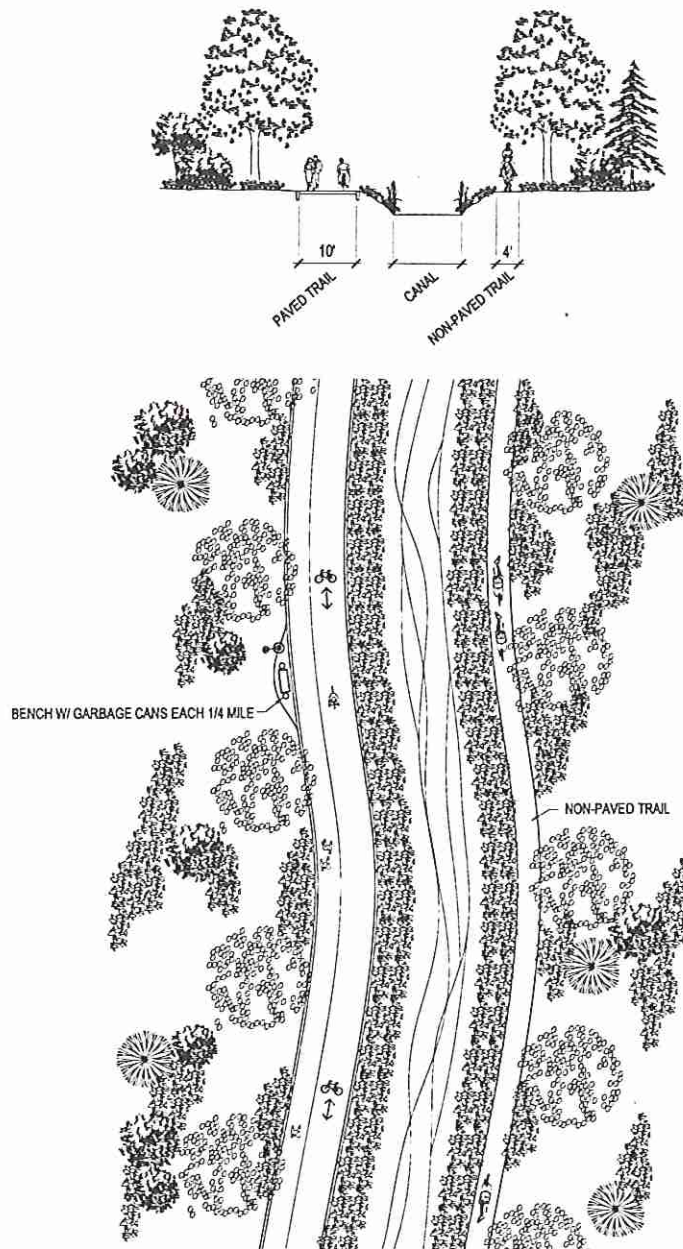 10'
4'
PAVED TRAIL
CANAL
NON-PAVED TRAIL
BENCH W/ GARBAGE CANS EACH 1/4 MILE
NON-PAVED TRAIL